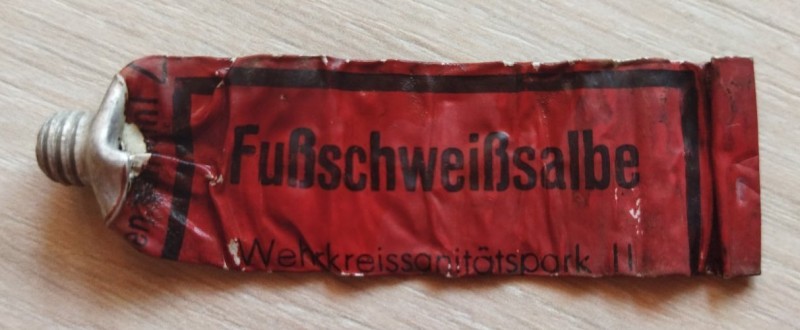 Fußschweißsalbe
Wehrkreissanitätspark II